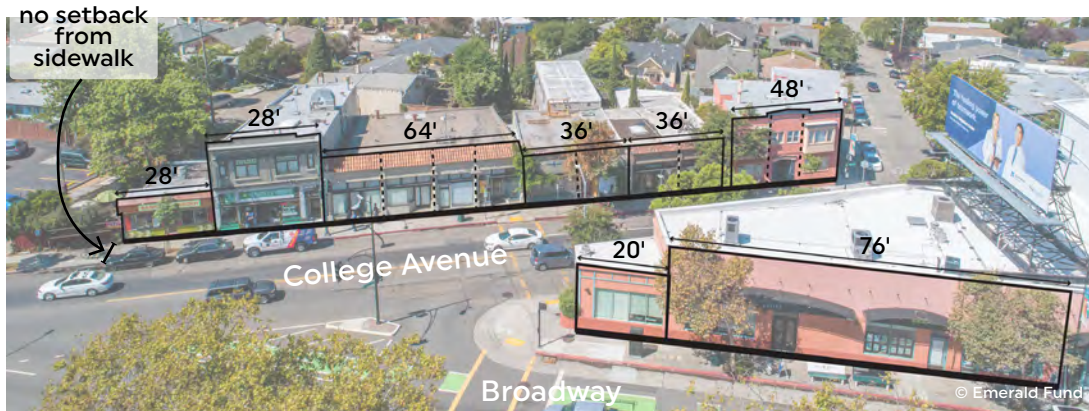 no setback
from
sidewalk
28'
28'
64'
36'
36'
48'
College Avenue
20'
76'
Broadway
© Emerald Fund